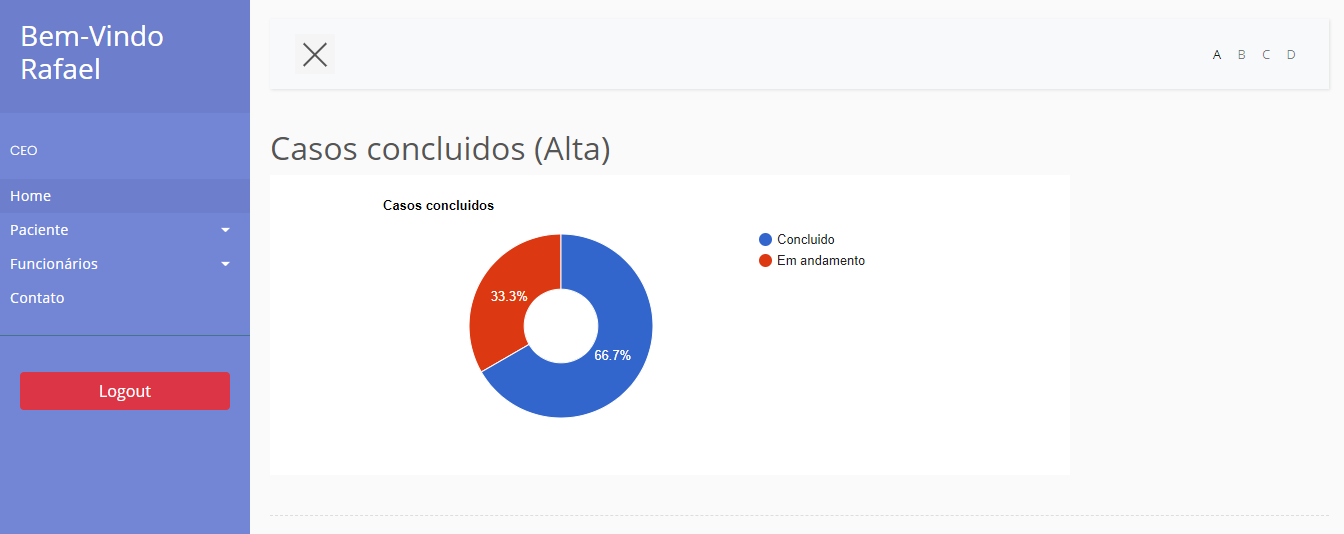 Bem-Vindo
Rafael
CEO
Home
Paciente
Funcionários
Contato
Logout
A B C D
Casos concluidos (Alta)
Casos concluidos
Concluido
Em andamento
33.3%
66.7%